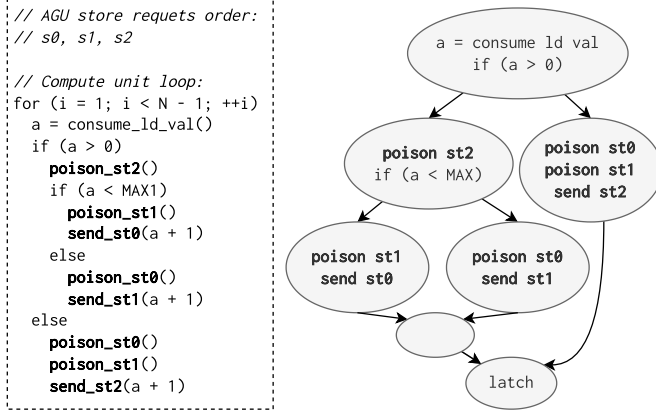 // AGU store requets order:
// s0, s1, s2
// Compute unit loop:
for (i = 1; i < N - 1; ++i)
a = consume_ld_val()
if (a > 0)
poison_st2()
if (a < MAX1)
poison_st1()
send_st0(a + 1)
else
poison_st0()
send_st1(a + 1)
else
poison_st0()
poison_st1()
send_st2(a + 1)
a = consume ld val
if (a > 0)
poison st2
if (a < MAX)
poison st0
poison st1
send st2
poison st1
send st0
poison st0
send st1
latch